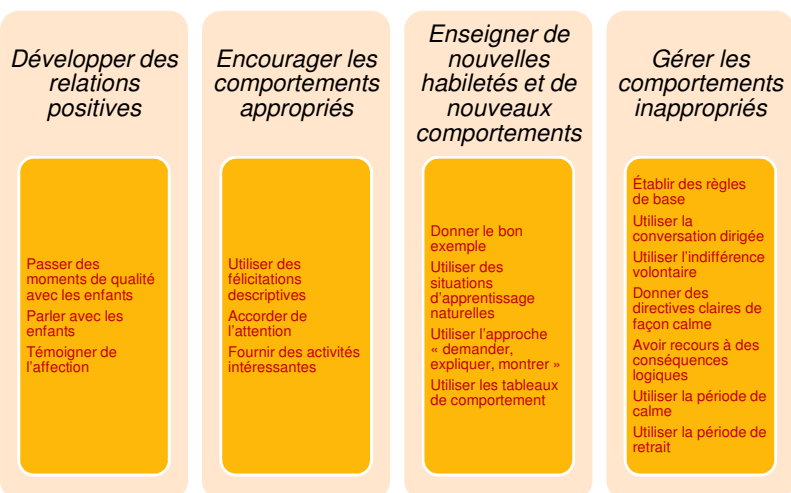 Développer des
relations
positives
Passer des
moments de qualité
avec les enfants
Parler avec les
enfants
Témoigner de
l'affection
Encourager les
comportements
appropriés
Utiliser des
félicitations
descriptives
Accorder de
l'attention
Fournir des activités
intéressantes
Enseigner de
nouvelles
habiletés et de
nouveaux
comportements
Donner le bon
exemple
Utiliser des
situations
d'apprentissage
naturelles
Utiliser l'approche
« demander,
expliquer, montrer »
Utiliser les tableaux
de comportement
Gérer les
comportements
inappropriés
Établir des règles
de base
Utiliser la
conversation dirigée
Utiliser l'indifférence
volontaire
Donner des
directives claires de
façon calme
Avoir recours à des
conséquences
logiques
Utiliser la période de
calme
Utiliser la période de
retrait